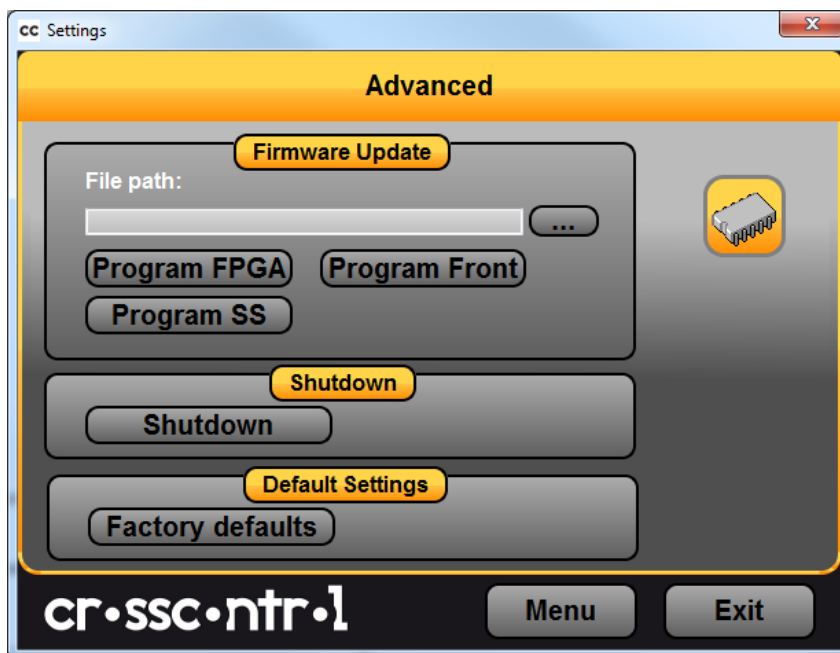 cc Settings
x
Advanced
Firmware Update
File path:
...
Program FPGA Program Front
Program SS
Shutdown
Shutdown
Default Settings
Factory defaults
cr•ssc•ntr•l Menu Exit